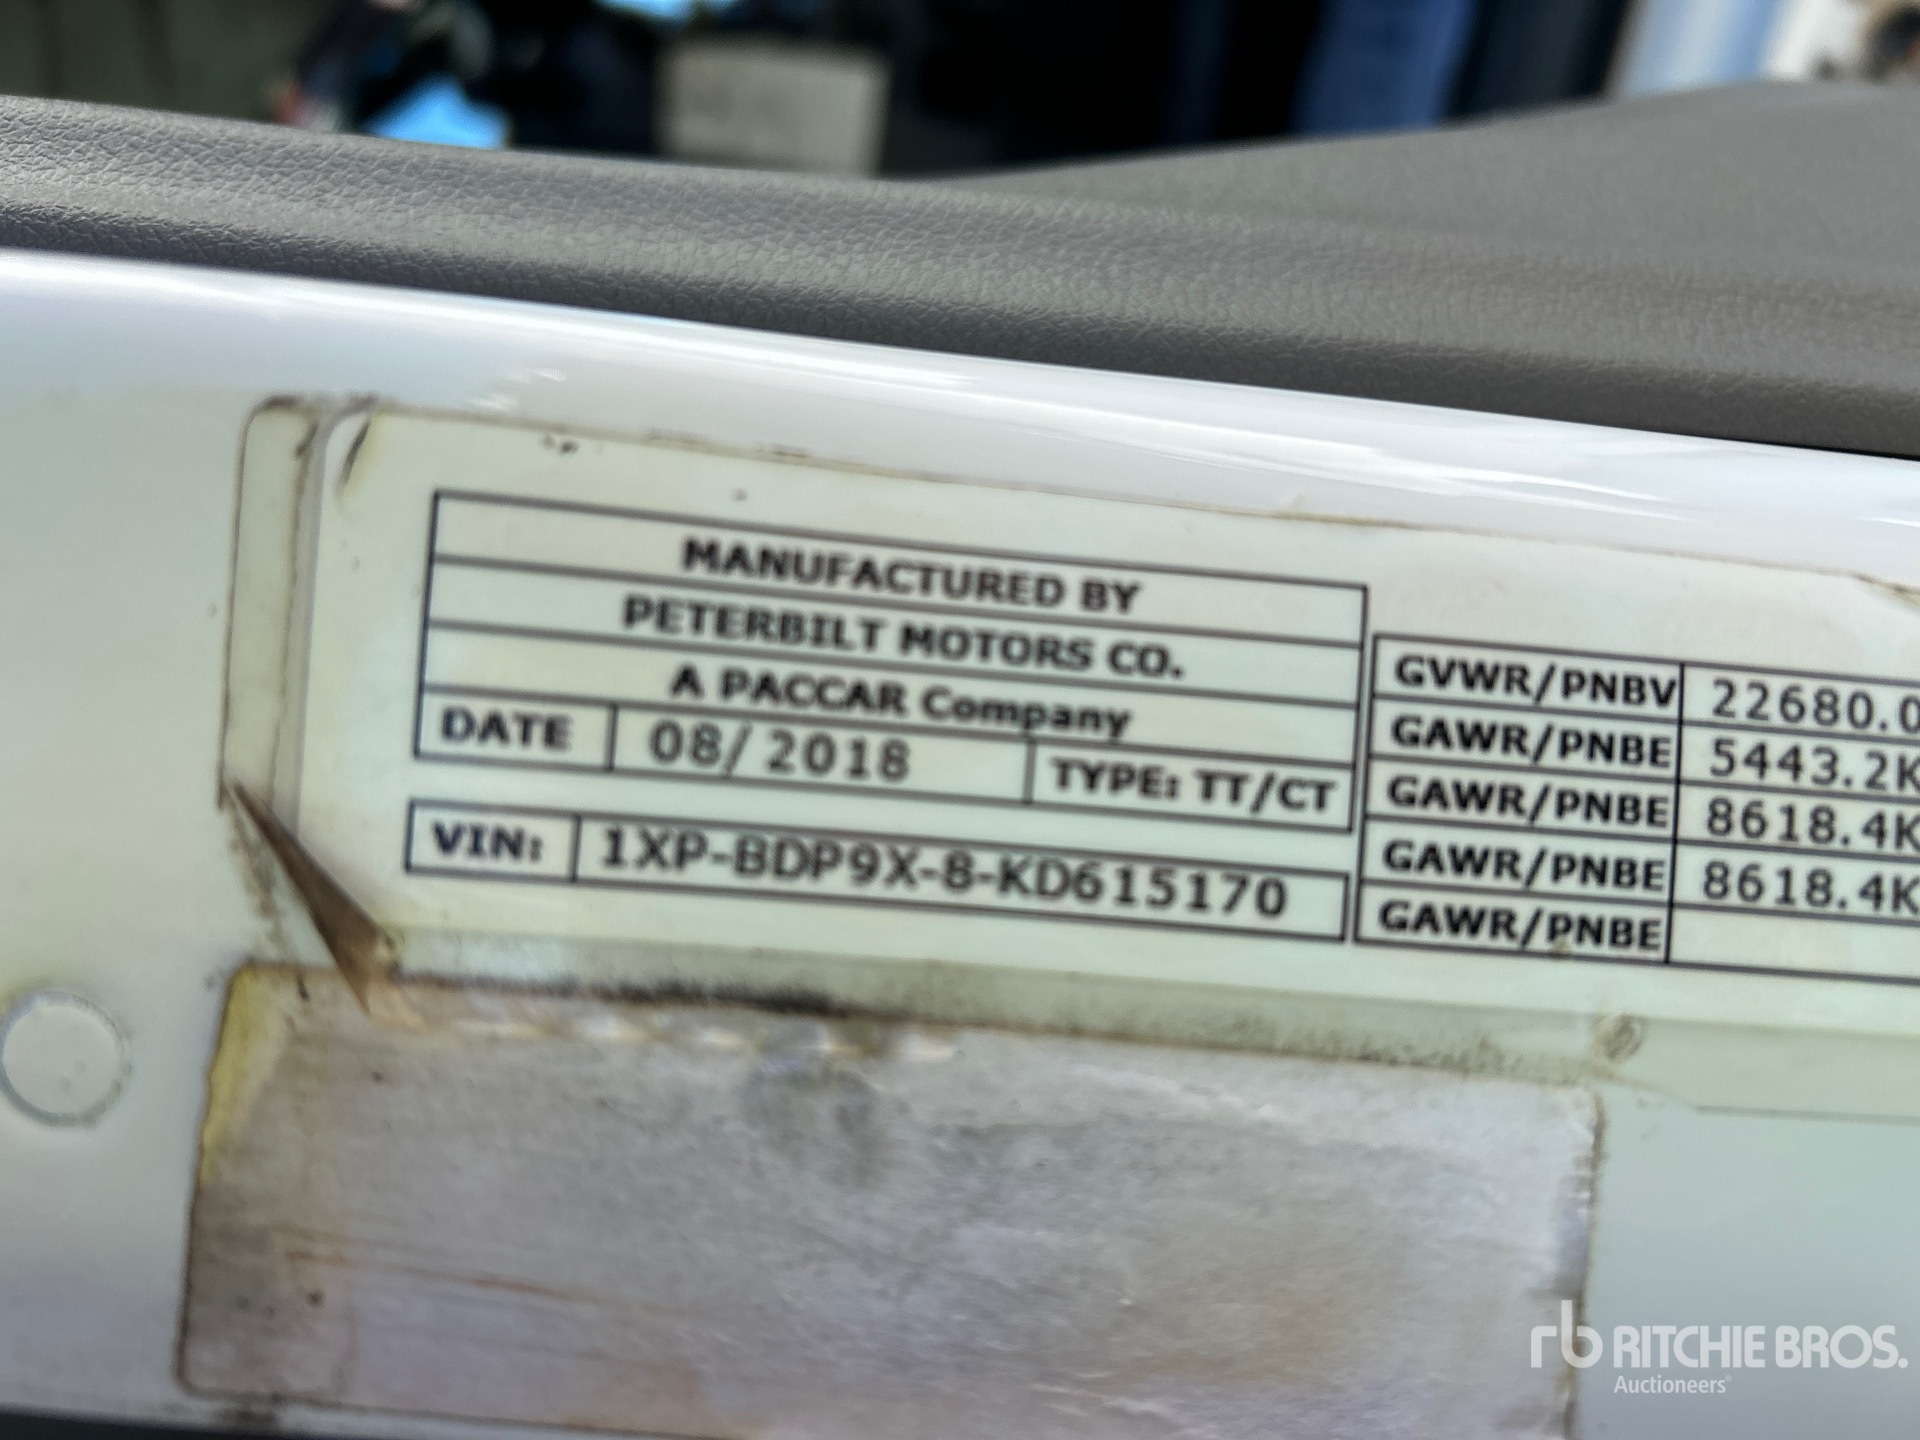 MANUFACTURED BY
PETERBILT MOTORS CO.
A PACCAR Company
DATE 08/2018 TYPE: TT/CT
VIN: 1XP-BDP9X-8-KD615170
GVWR/PNBV 22680.0
GAWR/PNBE 5443.2K
GAWR/PNBE 8618.4K
GAWR/PNBE 8618.4K
GAWR/PNBE
rb RITCHIE BROS.
Auctioneers